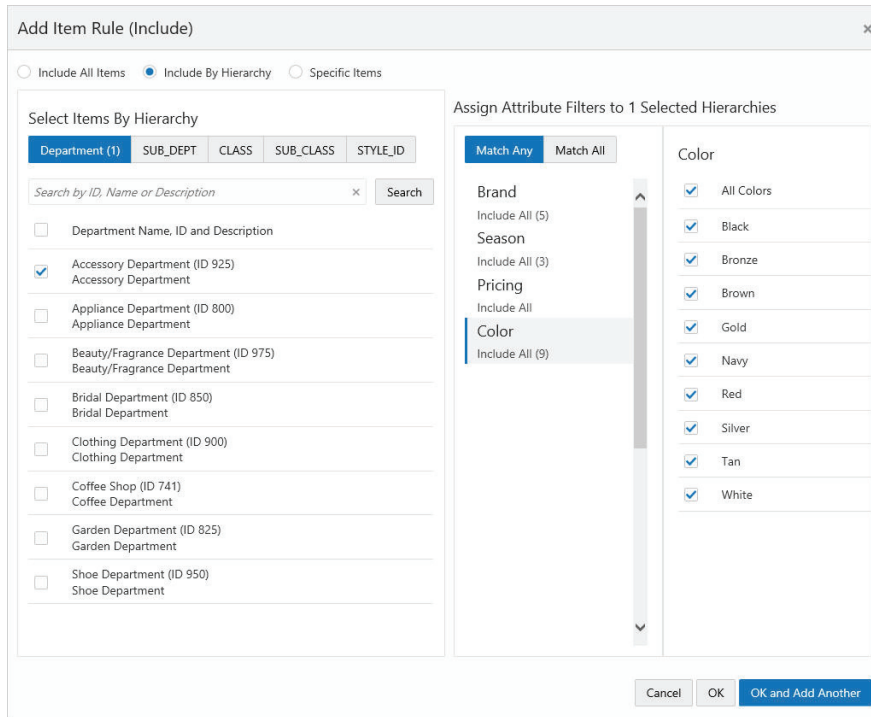 Add Item Rule (Include)
Include All Items
Include By Hierarchy
Specific Items
Select Items By Hierarchy
Department (1)
SUB_DEPT
CLASS
SUB_CLASS
STYLE_ID
Search by ID, Name or Description
Search
Department Name, ID and Description
Accessory Department (ID 925)
Accessory Department
Appliance Department (ID 800)
Appliance Department
Beauty/Fragrance Department (ID 975)
Beauty/Fragrance Department
Bridal Department (ID 850)
Bridal Department
Clothing Department (ID 900)
Clothing Department
Coffee Shop (ID 741)
Coffee Department
Garden Department (ID 825)
Garden Department
Shoe Department (ID 950)
Shoe Department
Assign Attribute Filters to 1 Selected Hierarchies
Match Any
Match All
Brand
Include All (5)
Season
Include All (3)
Pricing
Include All
Color
Include All (9)
Color
All Colors
Black
Bronze
Brown
Gold
Navy
Red
Silver
Tan
White
Cancel
OK
OK and Add Another